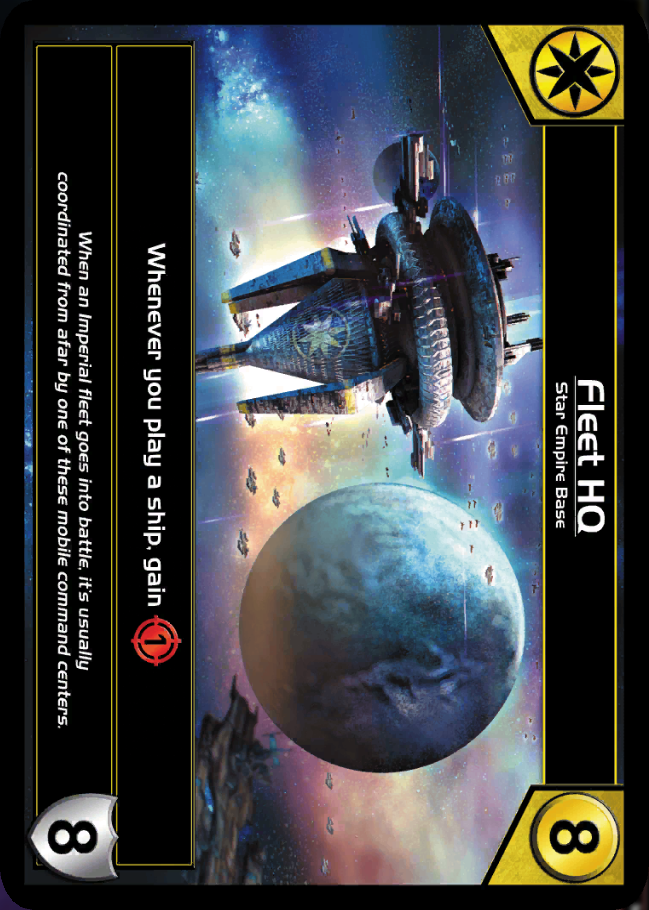 Fleet HQ
Star Empire Base
8
Whenever you play a ship, gain 1
When an Imperial fleet goes into battle, it's usually
coordinated from afar by one of these mobile command centers.
8